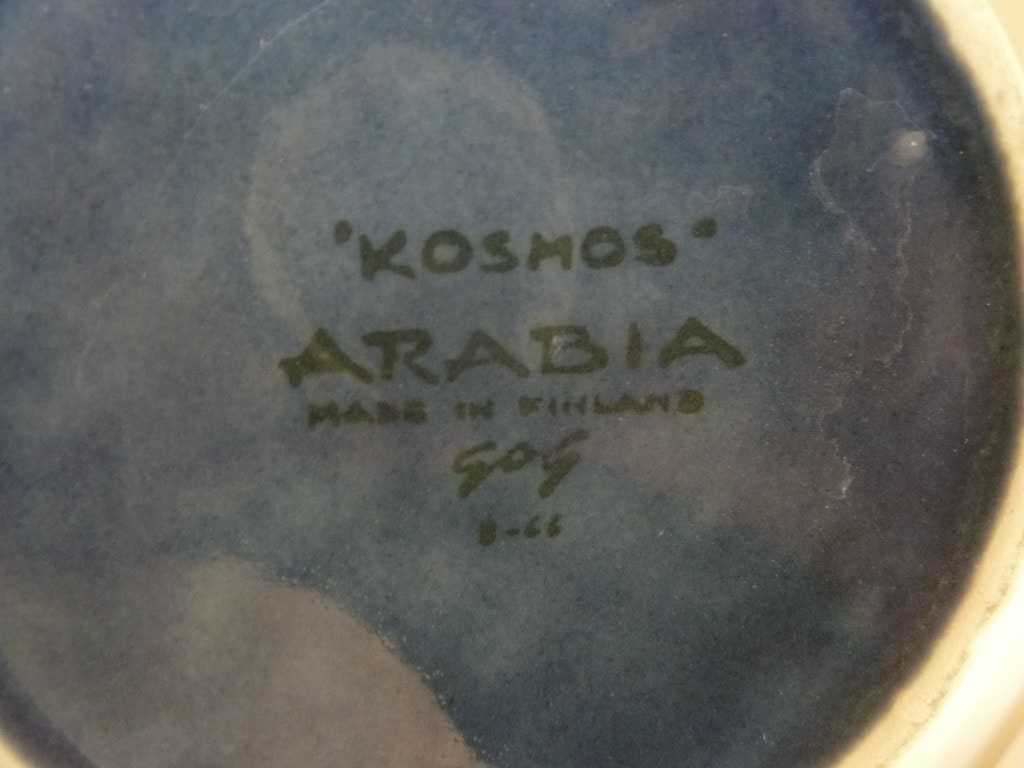 "KOSMOS"
ARABIA
MADE IN FINLAND
GOG
8-66